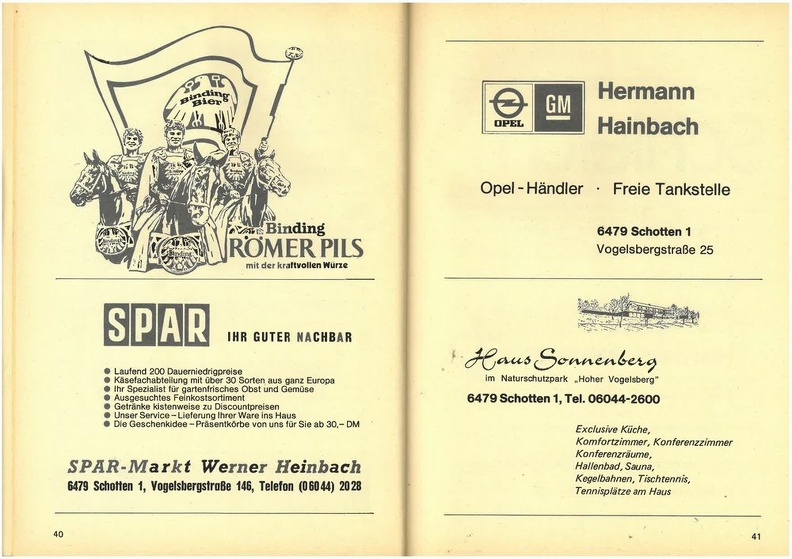 Binding
Bier
Binding
RÖMER PILS
mit der kraftvollen Würze
SPAR IHR GUTER NACHBAR
Laufend 200 Dauerniedrigpreise
Käsefachabteilung mit über 30 Sorten aus ganz Europa
Ihr Spezialist für gartenfrisches Obst und Gemüse
Ausgesuchtes Feinkostsortiment
Getränke kistenweise zu Discountpreisen
Unser Service – Lieferung Ihrer Ware ins Haus
Die Geschenkidee – Präsentkörbe von uns für Sie ab 30,– DM
SPAR-Markt Werner Heinbach
6479 Schotten 1, Vogelsbergstraße 146, Telefon (0 60 44) 20 28
40
OPEL
GM
Hermann
Hainbach
Opel-Händler · Freie Tankstelle
6479 Schotten 1
Vogelsbergstraße 25
Haus Sonnenberg
im Naturschutzpark „Hoher Vogelsberg"
6479 Schotten 1, Tel. 06044-2600
Exclusive Küche,
Komfortzimmer, Konferenzzimmer
Konferenzräume,
Hallenbad, Sauna,
Kegelbahnen, Tischtennis,
Tennisplätze am Haus
41